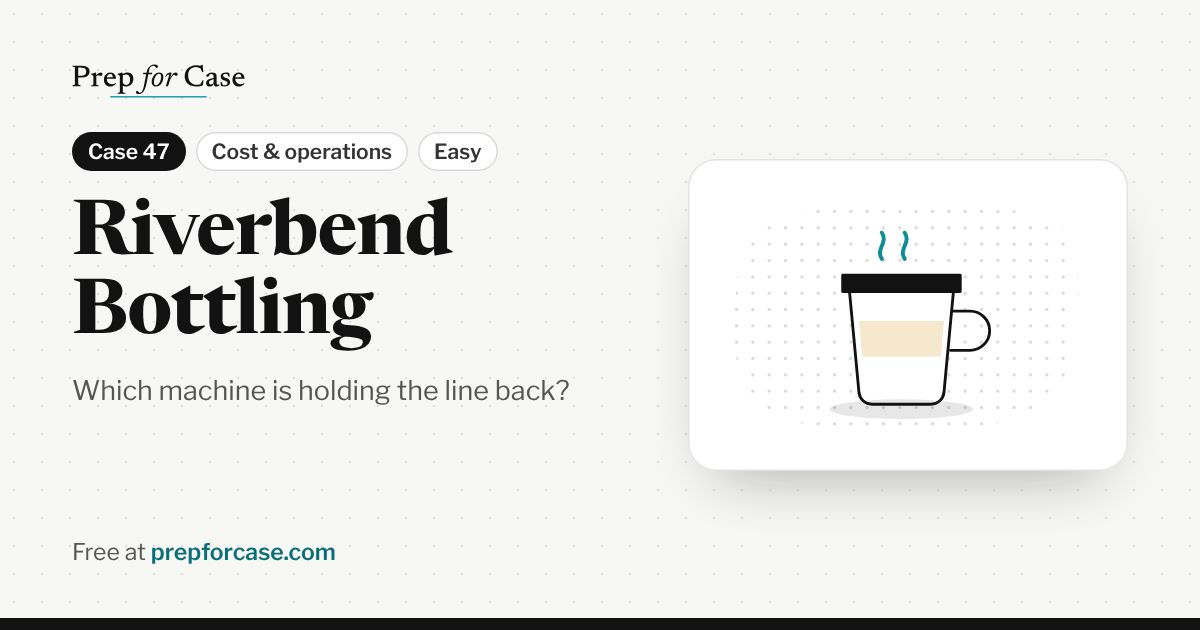 Prep for Case
Case 47
Cost & operations
Easy
Riverbend
Bottling
Which machine is holding the line back?
Free at prepforcase.com